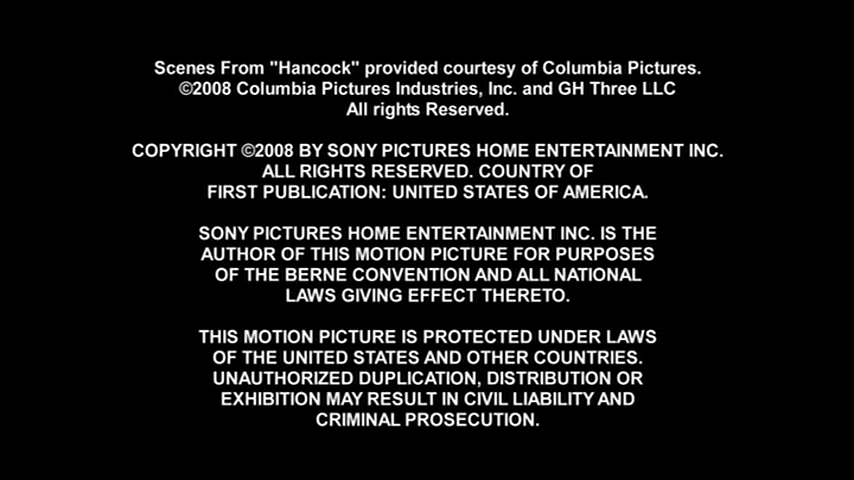 Scenes From "Hancock" provided courtesy of Columbia Pictures.
©2008 Columbia Pictures Industries, Inc. and GH Three LLC
All rights Reserved.
COPYRIGHT ©2008 BY SONY PICTURES HOME ENTERTAINMENT INC.
ALL RIGHTS RESERVED. COUNTRY OF
FIRST PUBLICATION: UNITED STATES OF AMERICA.
SONY PICTURES HOME ENTERTAINMENT INC. IS THE
AUTHOR OF THIS MOTION PICTURE FOR PURPOSES
OF THE BERNE CONVENTION AND ALL NATIONAL
LAWS GIVING EFFECT THERETO.
THIS MOTION PICTURE IS PROTECTED UNDER LAWS
OF THE UNITED STATES AND OTHER COUNTRIES.
UNAUTHORIZED DUPLICATION, DISTRIBUTION OR
EXHIBITION MAY RESULT IN CIVIL LIABILITY AND
CRIMINAL PROSECUTION.